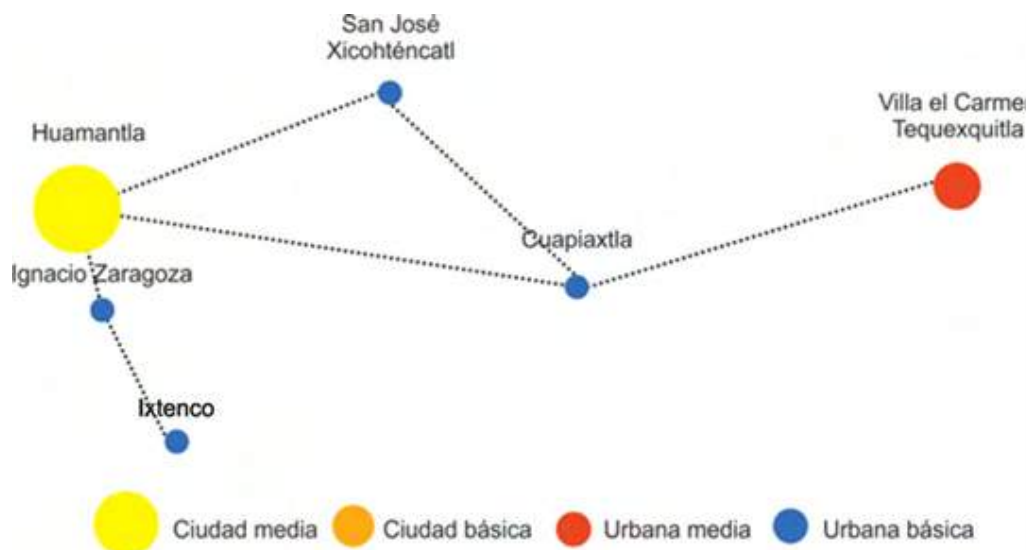 San José
Xicohténcatl
Villa el Carmer
Tequexquitla
Huamantla
Cuapiaxtla
Ignacio Zaragoza
Ixtenco
Ciudad media
Ciudad básica
Urbana media
Urbana básica